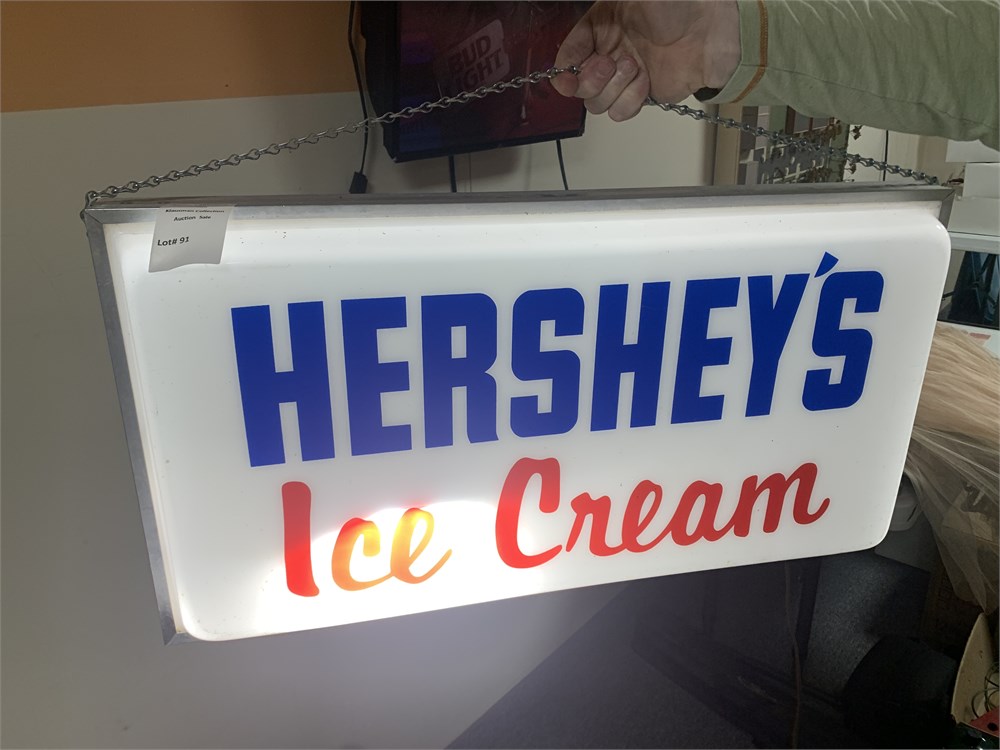 BUD
LIGHT
Auction Sale
Lot# 91
HERSHEY'S
Ice Cream